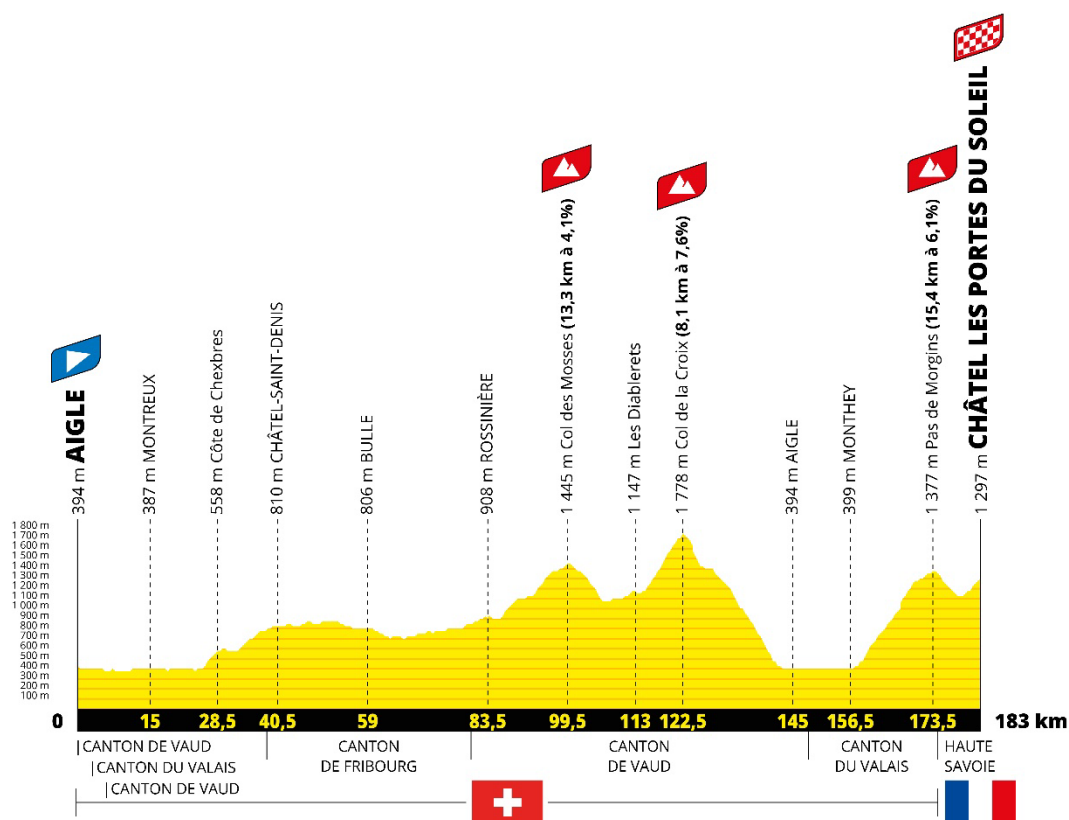 394 m AIGLE
387 m MONTREUX
558 m Côte de Chexbres
810 m CHÂTEL-SAINT-DENIS
806 m BULLE
908 m ROSSINIÈRE
1 445 m Col des Mosses (13,3 km à 4,1%)
1 147 m Les Diablerets
1 778 m Col de la Croix (8,1 km à 7,6%)
394 m AIGLE
399 m MONTHEY
1 377 m Pas de Morgins (15,4 km à 6,1%)
1 297 m CHÂTEL LES PORTES DU SOLEIL
1 800 m
1 700 m
1 600 m
1 500 m
1 400 m
1 300 m
1 200 m
1 100 m
1 000 m
900 m
800 m
700 m
600 m
500 m
400 m
300 m
200 m
100 m
0 15 28,5 40,5 59 83,5 99,5 113 122,5 145 156,5 173,5 183 km
CANTON DE VAUD
CANTON DU VALAIS
CANTON DE VAUD
CANTON
DE FRIBOURG
CANTON
DE VAUD
CANTON
DU VALAIS
HAUTE
SAVOIE